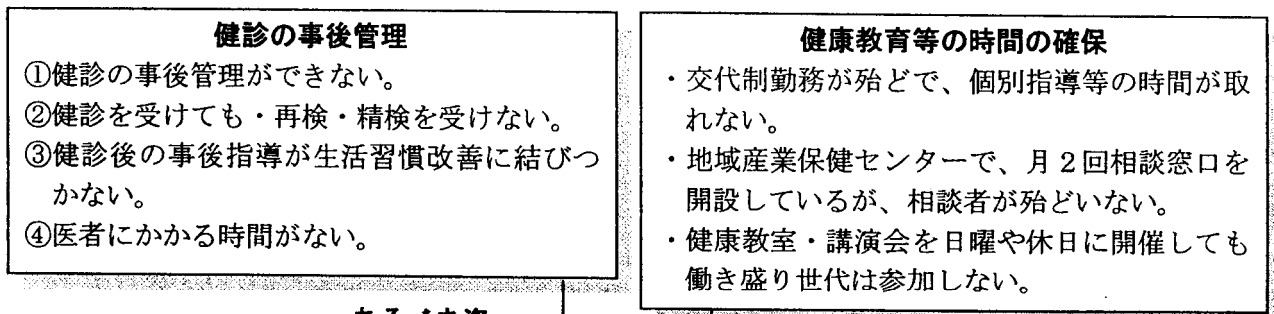 健診の事後管理
①健診の事後管理ができない。
②健診を受けても・再検・精検を受けない。
③健診後の事後指導が生活習慣改善に結びつ
かない。
④医者にかかる時間がない。
健康教育等の時間の確保
・交代制勤務が殆どで、個別指導等の時間が取
れない。
・地域産業保健センターで、月２回相談窓口を
開設しているが、相談者が殆どいない。
・健康教室・講演会を日曜や休日に開催しても
働き盛り世代は参加しない。